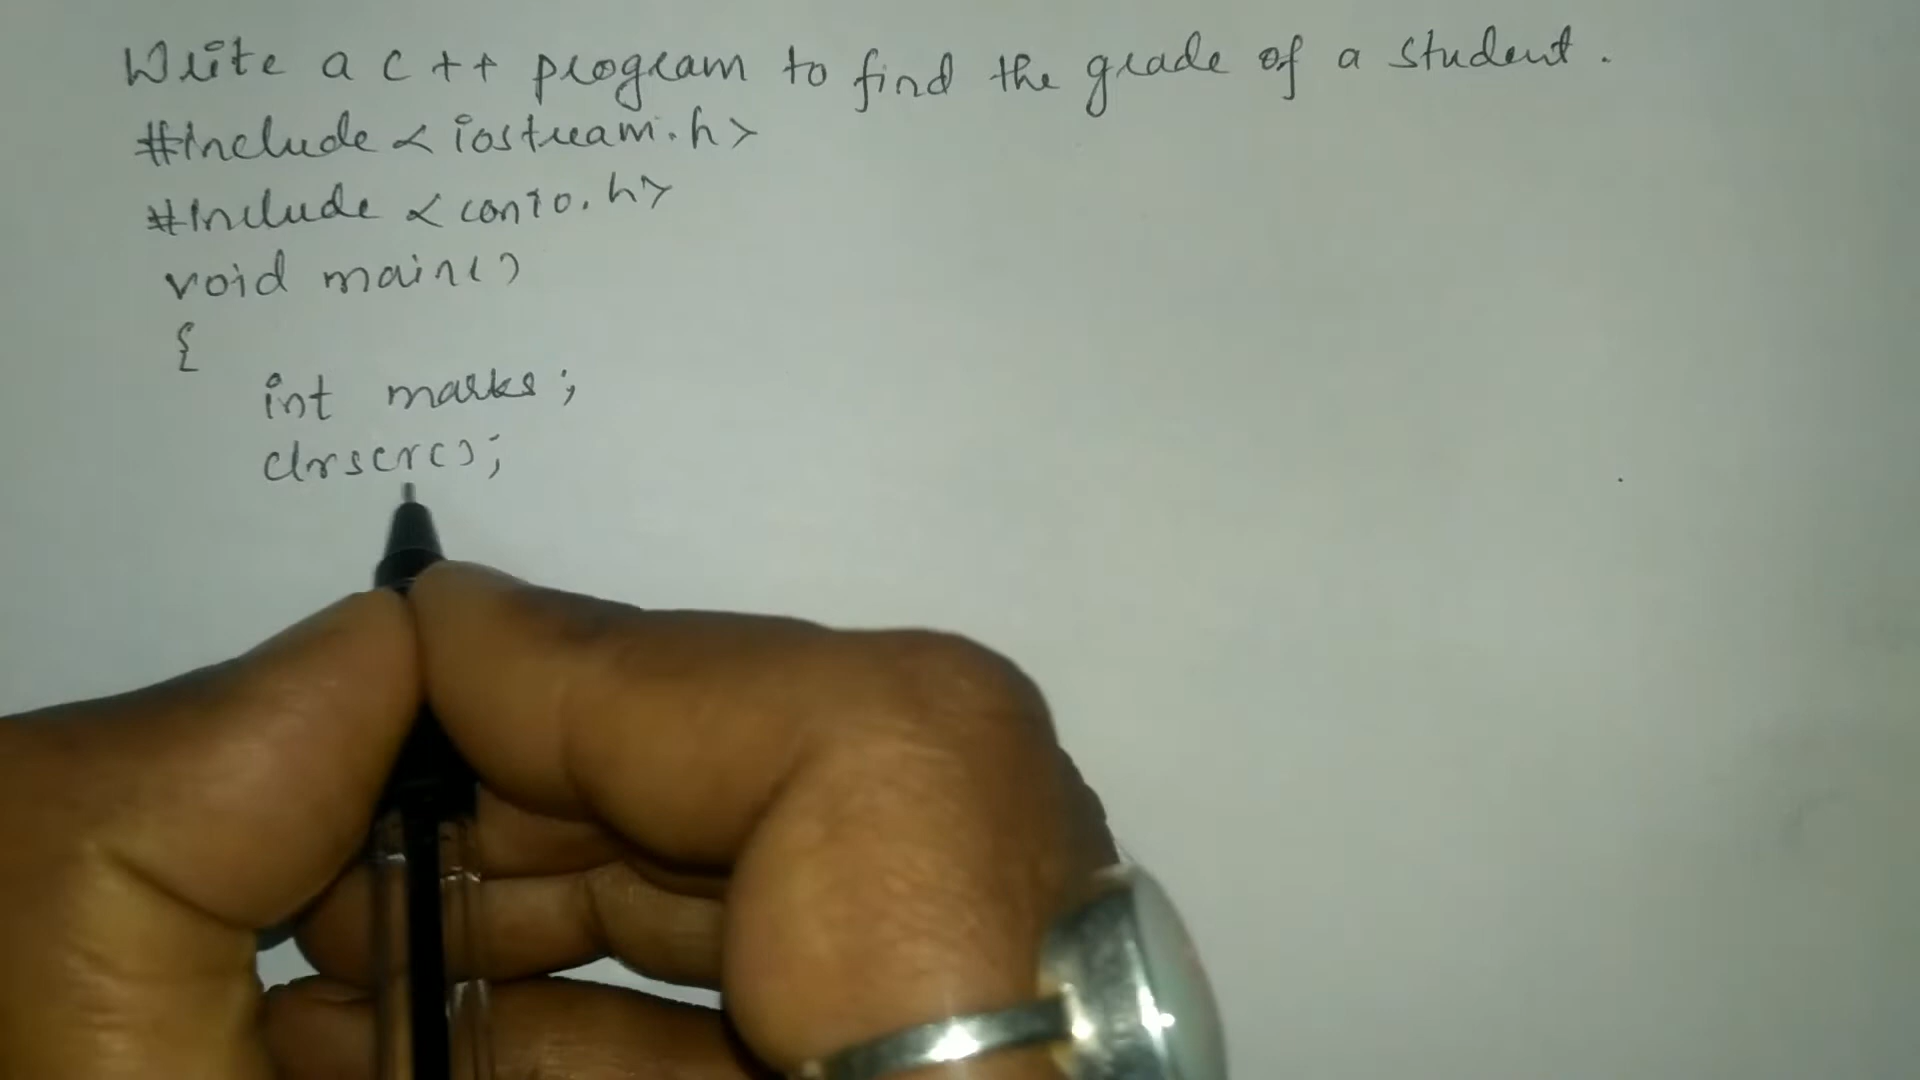 Write a c++ program to find the grade of a student.
#include <iostream.h>
#include <conio.h>
void main()
{
int marks;
clrscr();